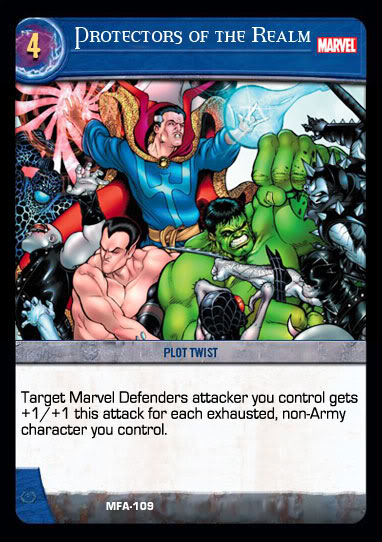 4
PROTECTORS OF THE REALM
MARVEL
PLOT TWIST
Target Marvel Defenders attacker you control gets
+1/+1 this attack for each exhausted, non-Army
character you control.
MFA-109